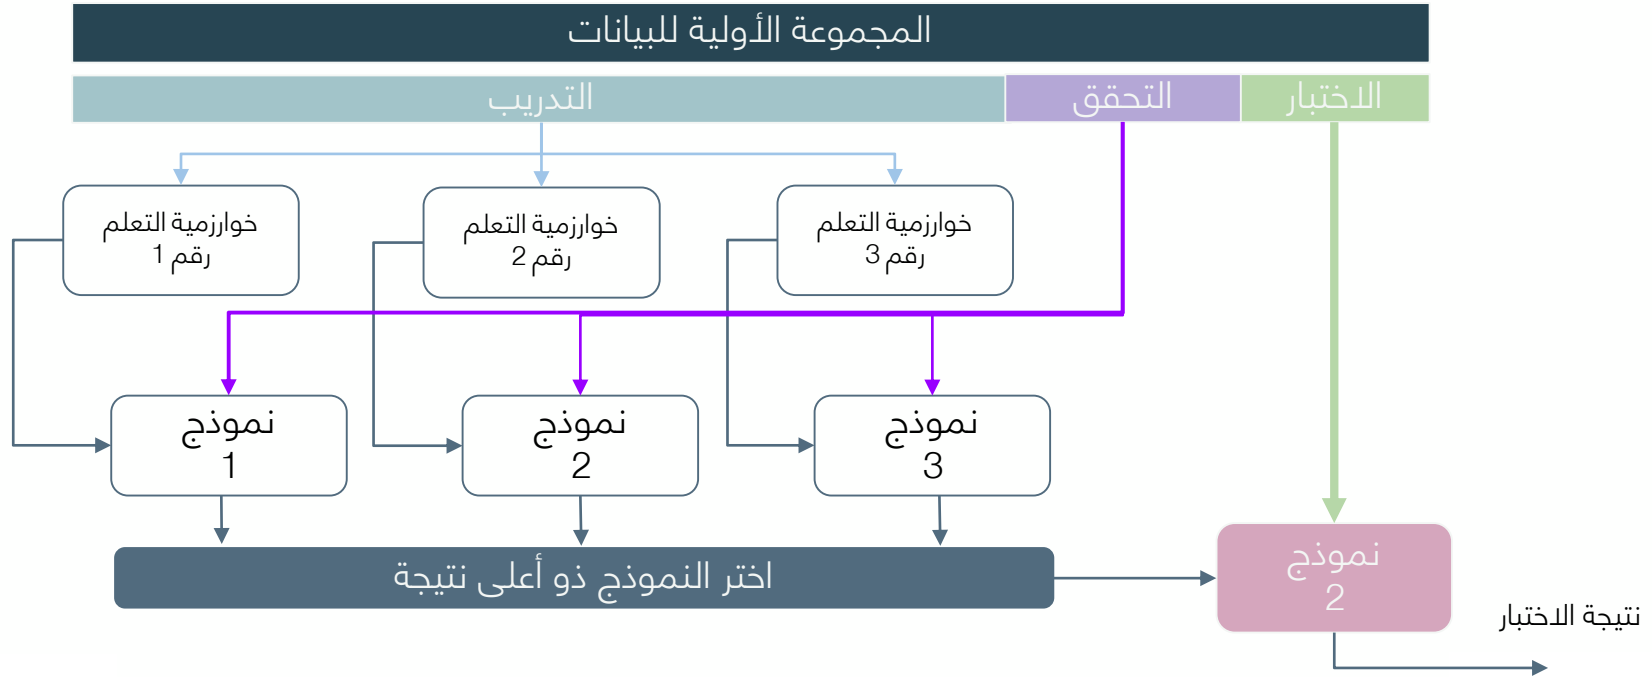 المجموعة الأولية للبيانات
الاختبار
التحقق
التدريب
خوارزمية التعلم
رقم 1
خوارزمية التعلم
رقم 2
خوارزمية التعلم
رقم 3
نموذج
1
نموذج
2
نموذج
3
اختر النموذج ذو أعلى نتيجة
نموذج
2
نتيجة الاختبار